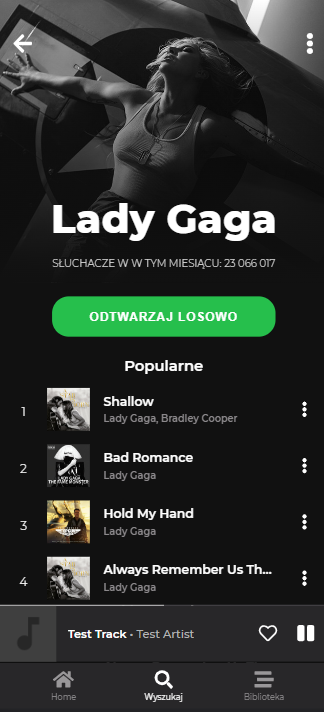 Lady Gaga
SŁUCHACZE W W TYM MIESIĄCU: 23 066 017
ODTWARZAJ LOSOWO
Popularne
1
Shallow
Lady Gaga, Bradley Cooper
2
Bad Romance
Lady Gaga
3
Hold My Hand
Lady Gaga
4
Always Remember Us Th...
Lady Gaga
Test Track • Test Artist
Home
Wyszukaj
Biblioteka